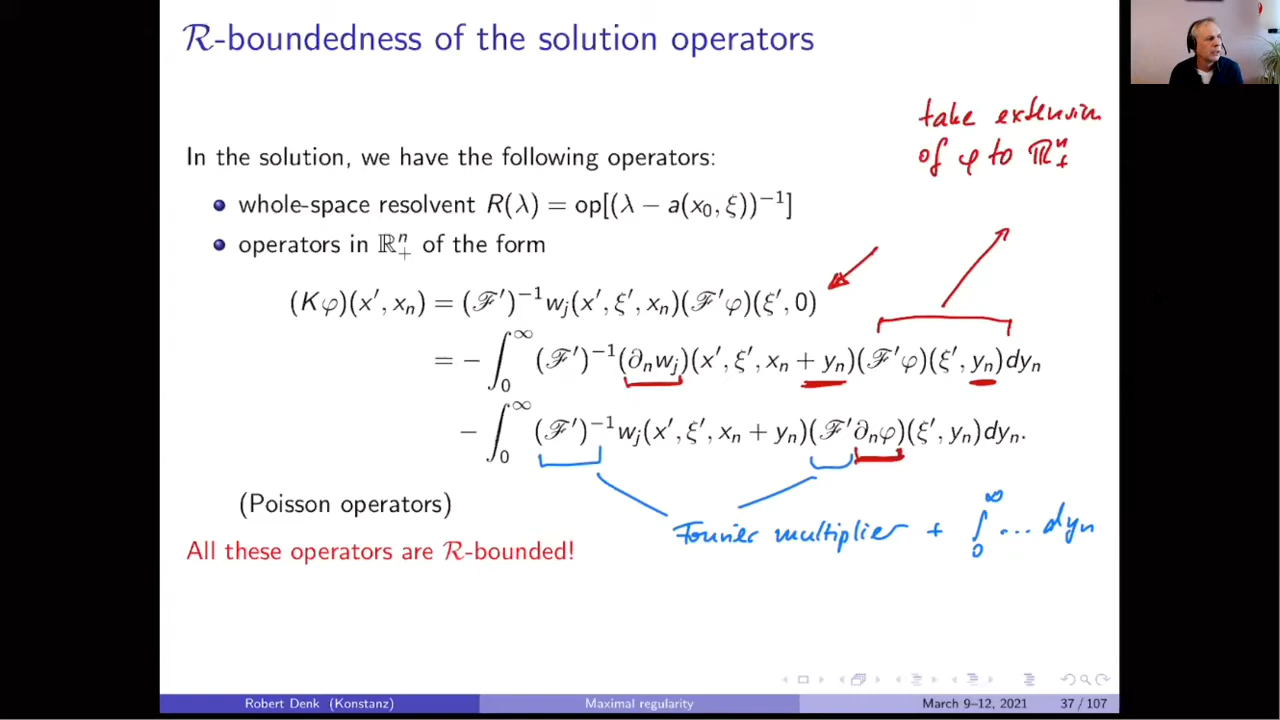 R-boundedness of the solution operators
take extension
of φ to ℝⁿ₊
In the solution, we have the following operators:
whole-space resolvent R(λ) = op[(λ − a(x₀, ξ))⁻¹]
operators in ℝⁿ₊ of the form
(Kφ)(x′, xₙ) = (ℱ′)⁻¹wⱼ(x′, ξ′, xₙ)(ℱ′φ)(ξ′, 0)
= − ∫₀^∞ (ℱ′)⁻¹(∂ₙwⱼ)(x′, ξ′, xₙ + yₙ)(ℱ′φ)(ξ′, yₙ)dyₙ
− ∫₀^∞ (ℱ′)⁻¹wⱼ(x′, ξ′, xₙ + yₙ)(ℱ′∂ₙφ)(ξ′, yₙ)dyₙ.
(Poisson operators)
Fourier multiplier + ∫₀^∞ ... dyₙ
All these operators are R-bounded!
Robert Denk (Konstanz) Maximal regularity March 9–12, 2021 37 / 107